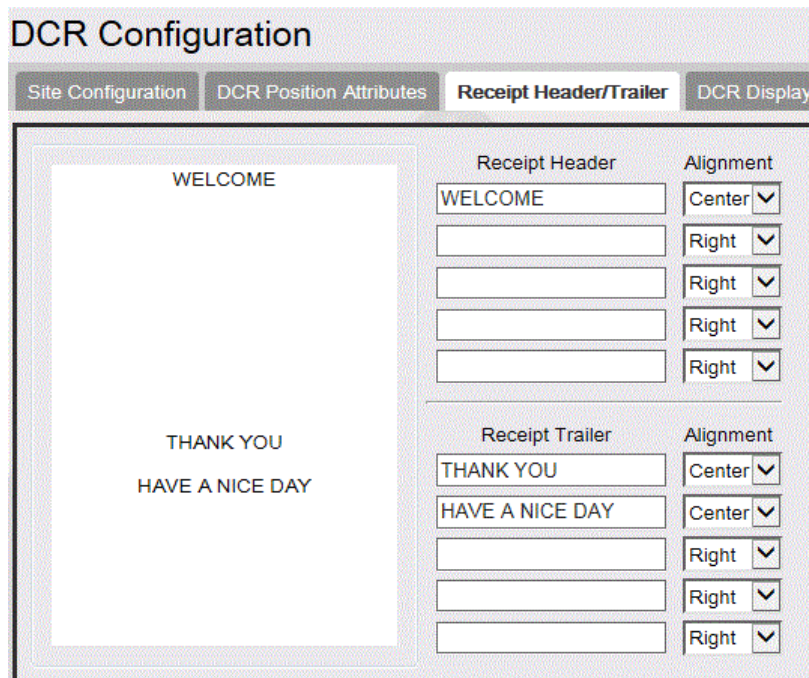 DCR Configuration
Site Configuration DCR Position Attributes Receipt Header/Trailer DCR Display
WELCOME
THANK YOU
HAVE A NICE DAY
Receipt Header Alignment
WELCOME Center
Right
Right
Right
Right
Receipt Trailer Alignment
THANK YOU Center
HAVE A NICE DAY Center
Right
Right
Right